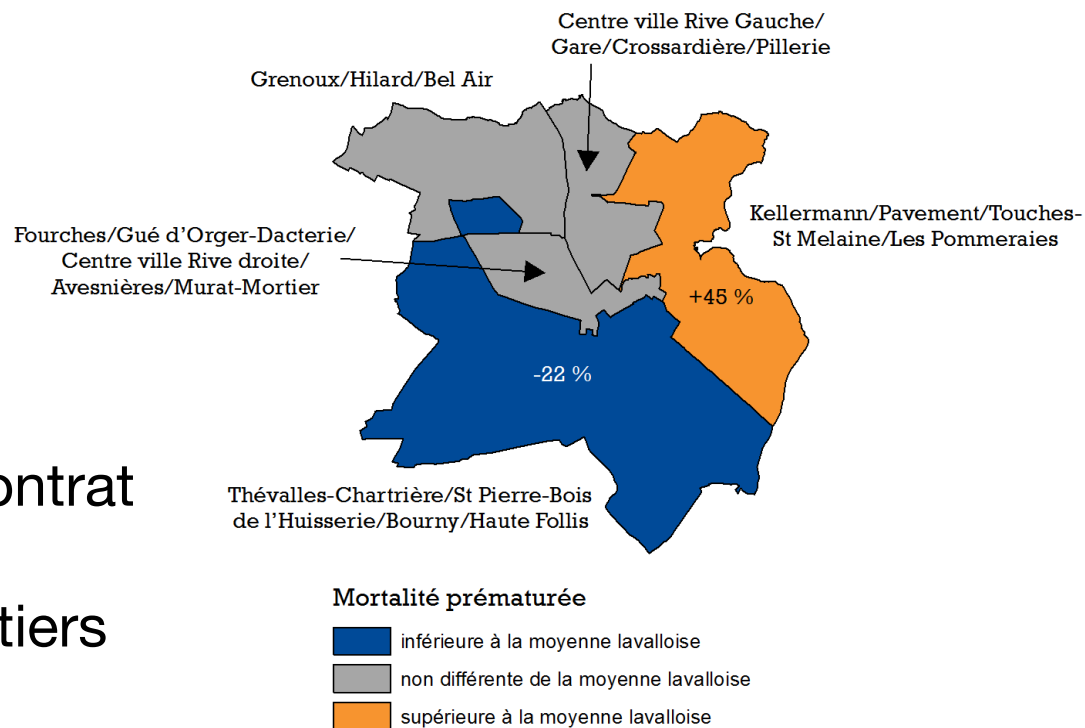 Centre ville Rive Gauche/
Gare/Crossardière/Pillerie
Grenoux/Hilard/Bel Air
Kellermann/Pavement/Touches-
St Melaine/Les Pommeraies
Fourches/Gué d'Orger-Dacterie/
Centre ville Rive droite/
Avesnières/Murat-Mortier
+45 %
-22 %
ontrat
Thévalles-Chartrière/St Pierre-Bois
de l'Huisserie/Bourny/Haute Follis
tiers
Mortalité prématurée
inférieure à la moyenne lavalloise
non différente de la moyenne lavalloise
supérieure à la moyenne lavalloise